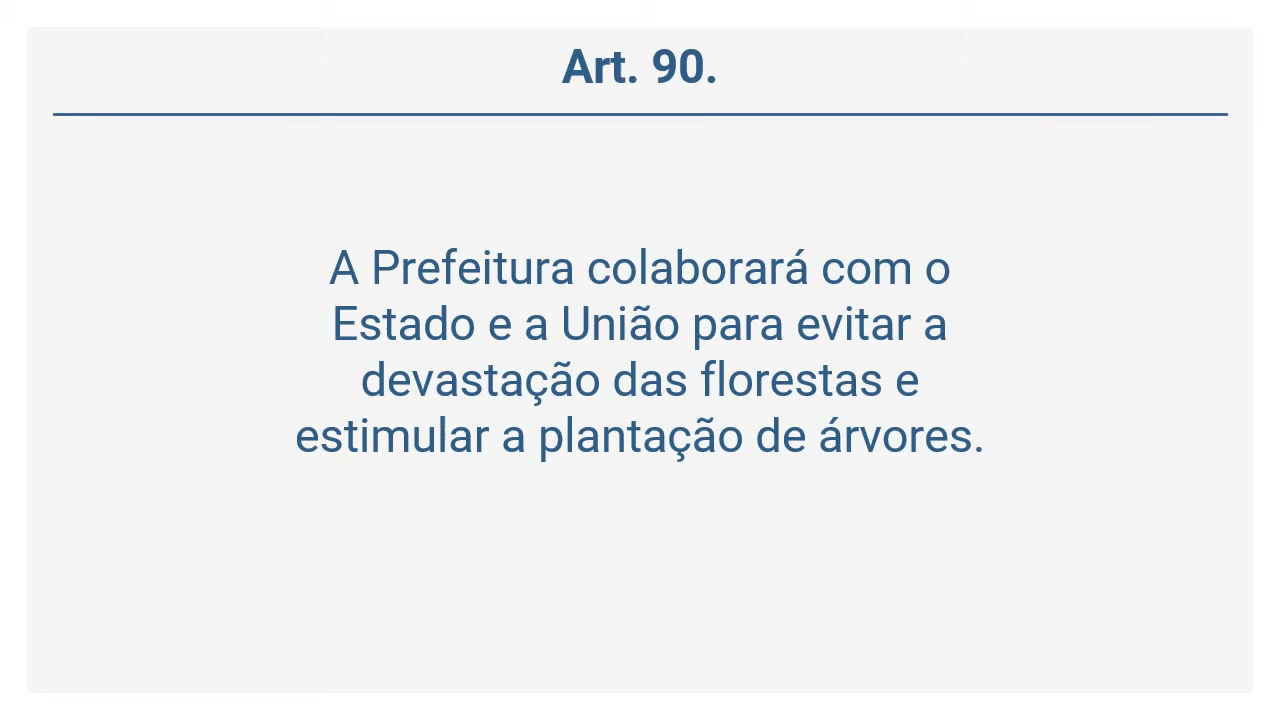 Art. 90.
A Prefeitura colaborará com o
Estado e a União para evitar a
devastação das florestas e
estimular a plantação de árvores.